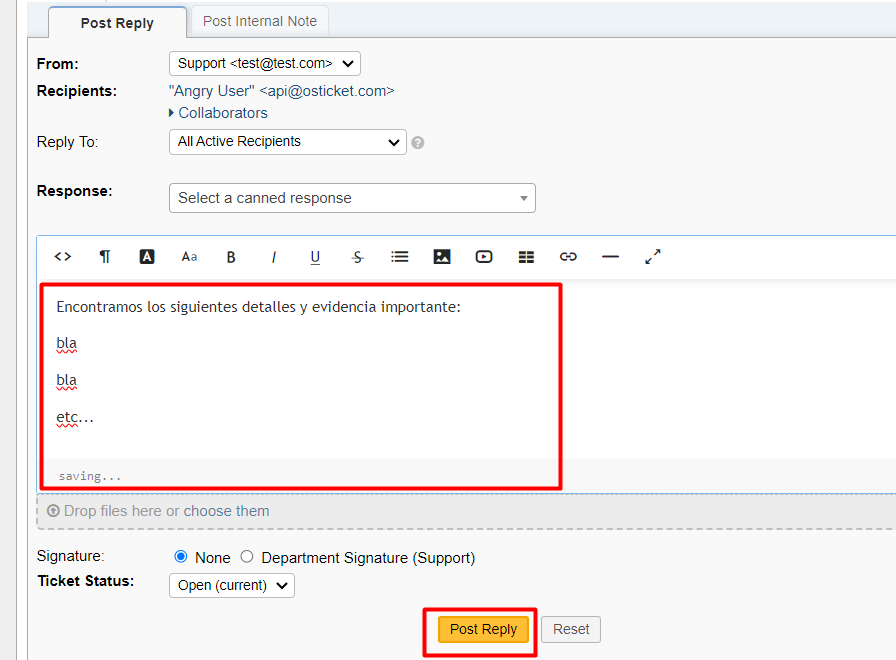 Post Reply Post Internal Note
From: Support <test@test.com>
Recipients: "Angry User" <api@osticket.com>
Collaborators
Reply To: All Active Recipients
Response: Select a canned response
<> ¶ A Aa B I U S
Encontramos los siguientes detalles y evidencia importante:
bla
bla
etc...
saving...
Drop files here or choose them
Signature: None Department Signature (Support)
Ticket Status: Open (current)
Post Reply Reset